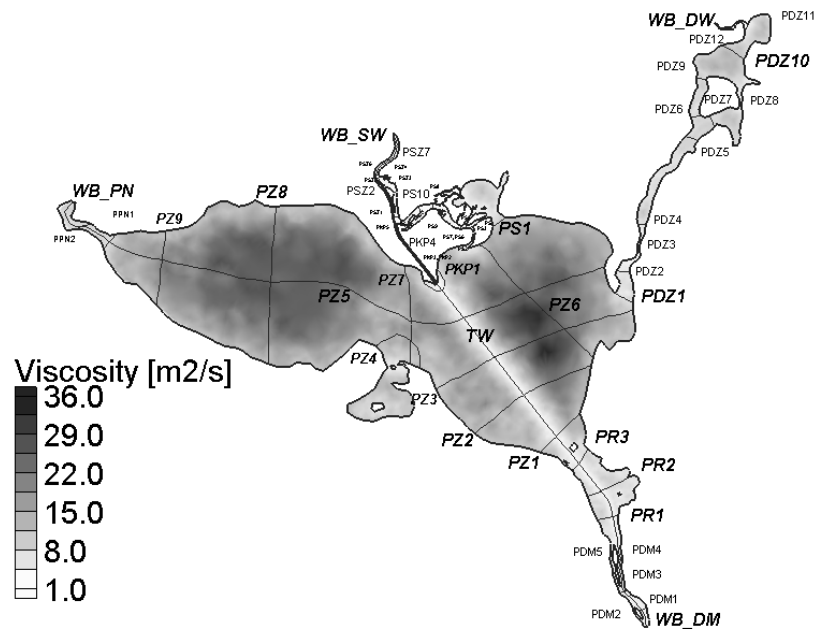 WB_DW
PDZ11
PDZ12
PDZ10
PDZ9
PDZ7
PDZ8
PDZ6
WB_SW
PSZ7
PDZ5
PSZ2
PS10
WB_PN
PZ8
PPN1
PZ9
PS1
PDZ4
PPN2
PKP4
PDZ3
PKP1
PZ7
PDZ2
PZ5
PZ6
PDZ1
TW
PZ4
Viscosity [m2/s]
36.0
29.0
22.0
15.0
8.0
1.0
PZ3
PZ2
PR3
PZ1
PR2
PR1
PDM5
PDM4
PDM3
PDM1
PDM2
WB_DM